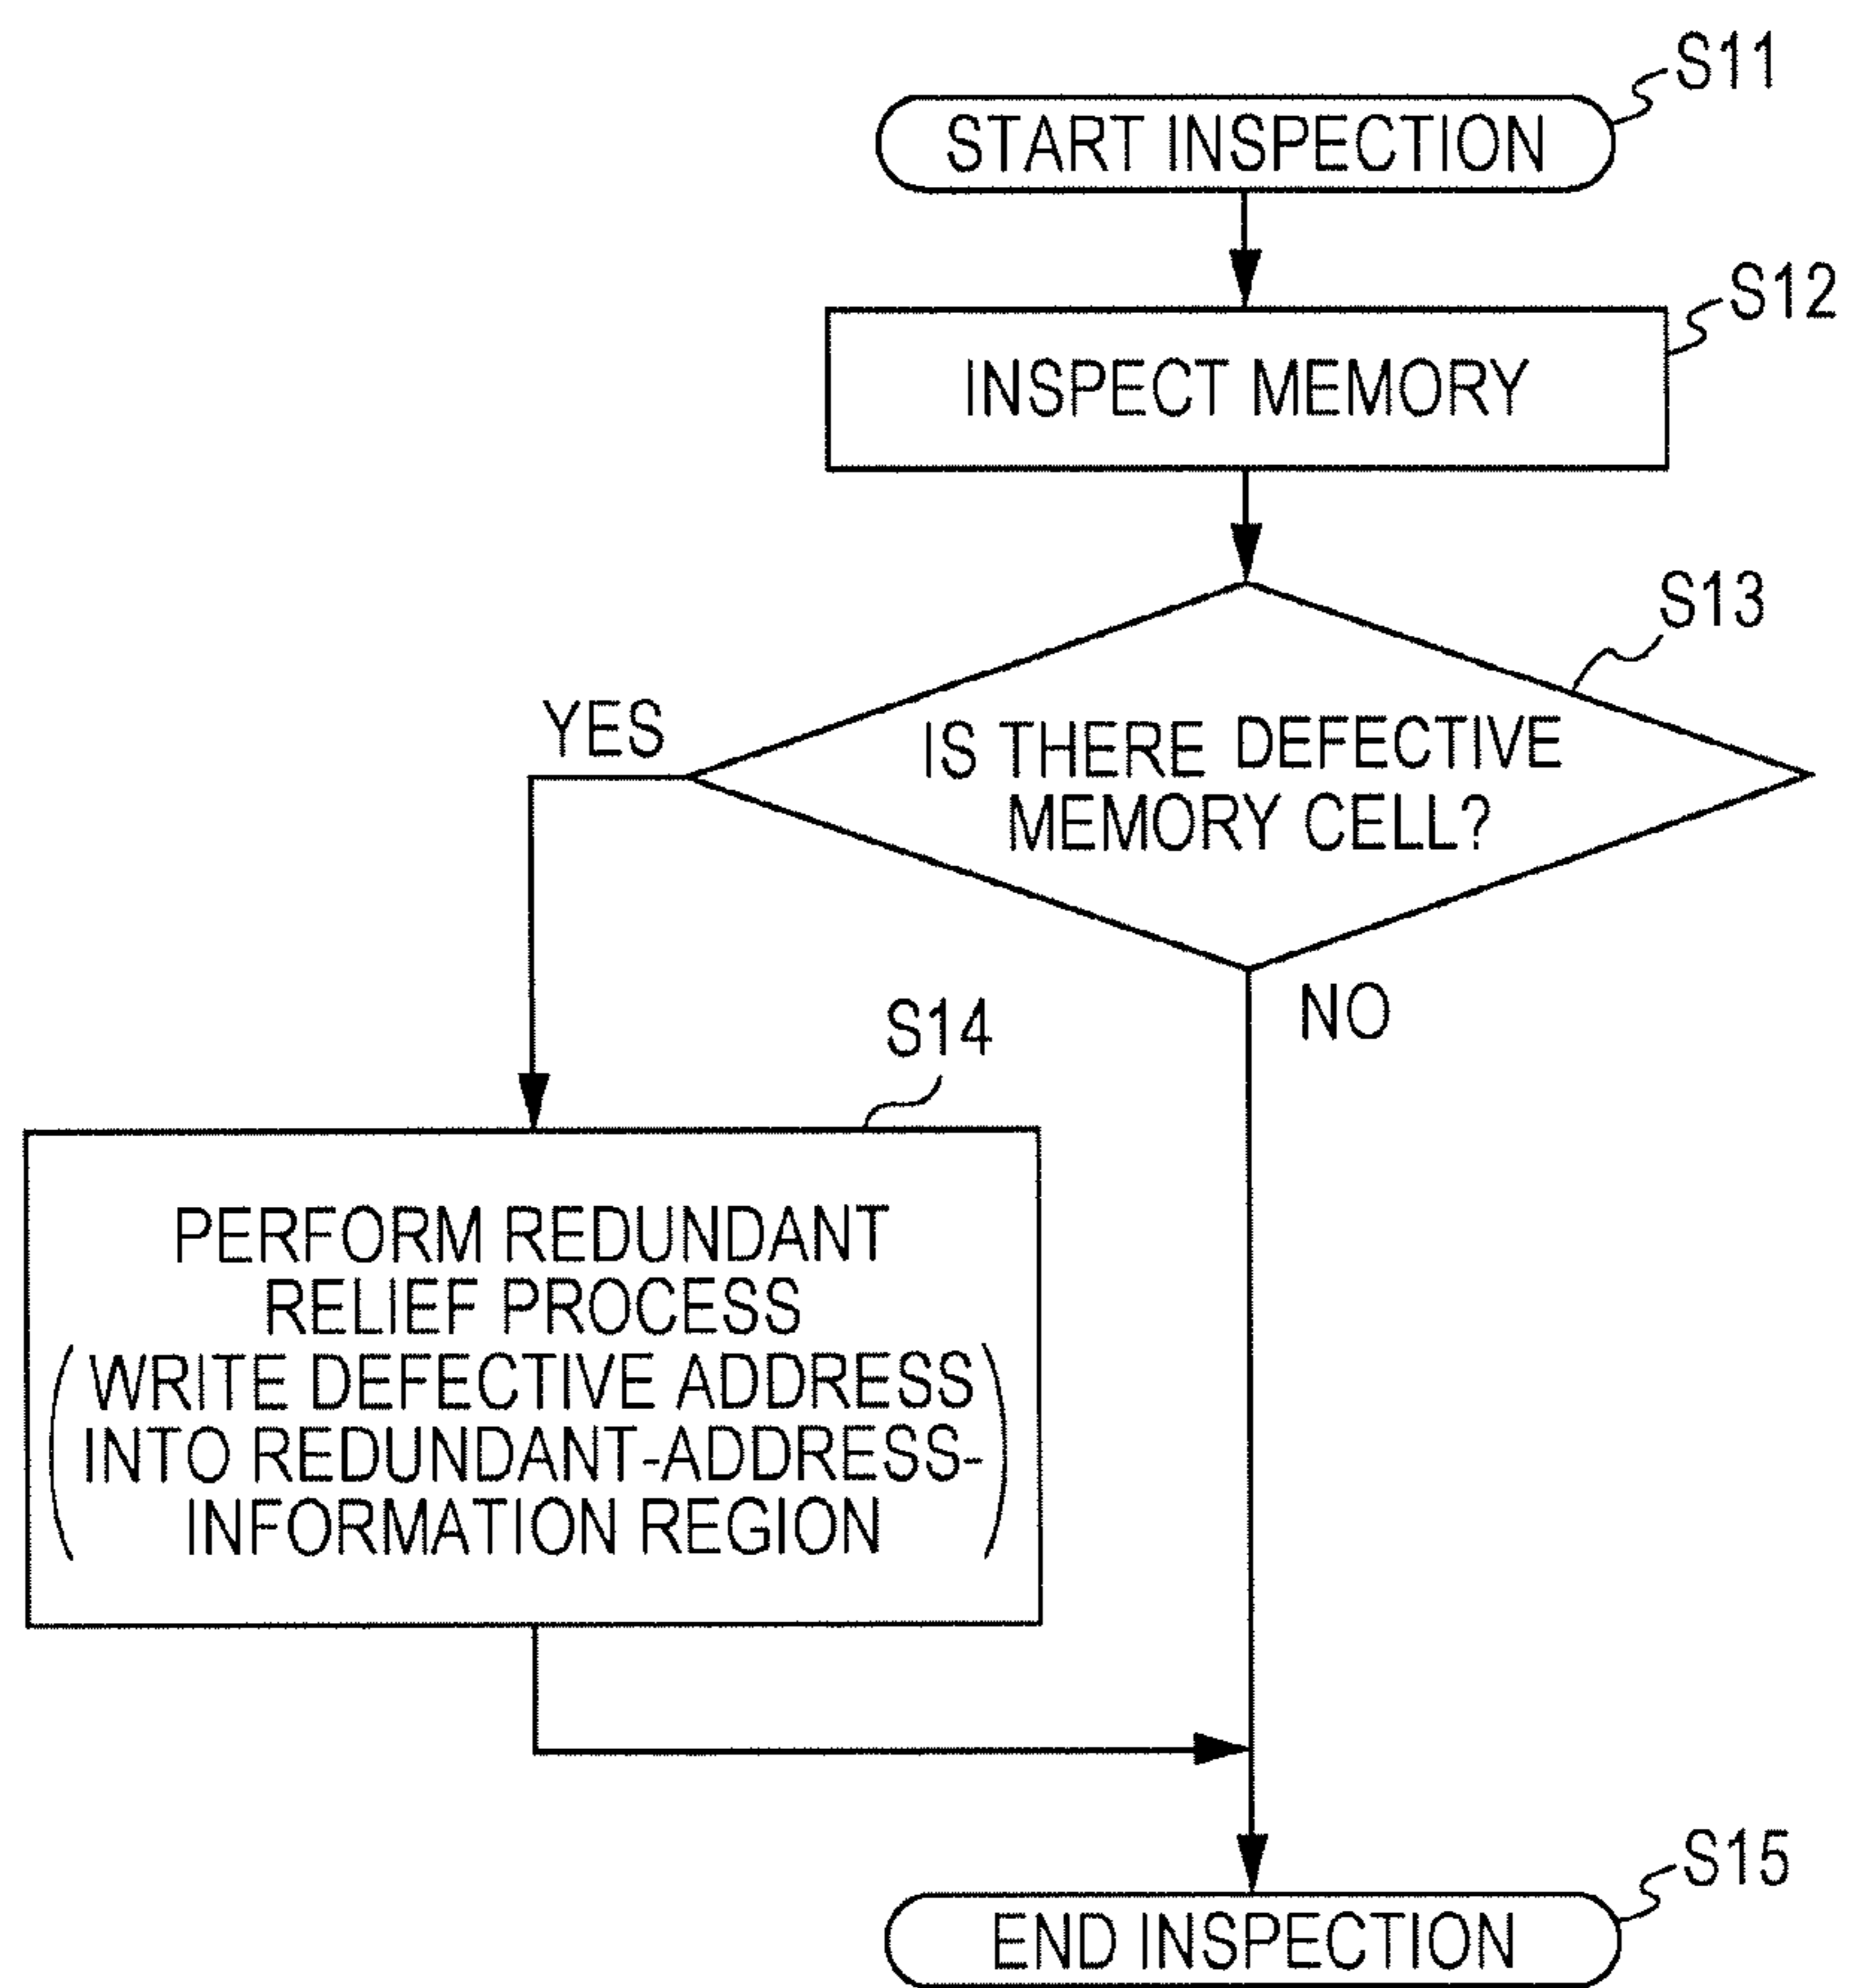 S11
START INSPECTION
S12
INSPECT MEMORY
S13
YES
IS THERE DEFECTIVE
MEMORY CELL?
NO
S14
PERFORM REDUNDANT
RELIEF PROCESS
(WRITE DEFECTIVE ADDRESS
INTO REDUNDANT-ADDRESS-
INFORMATION REGION)
S15
END INSPECTION